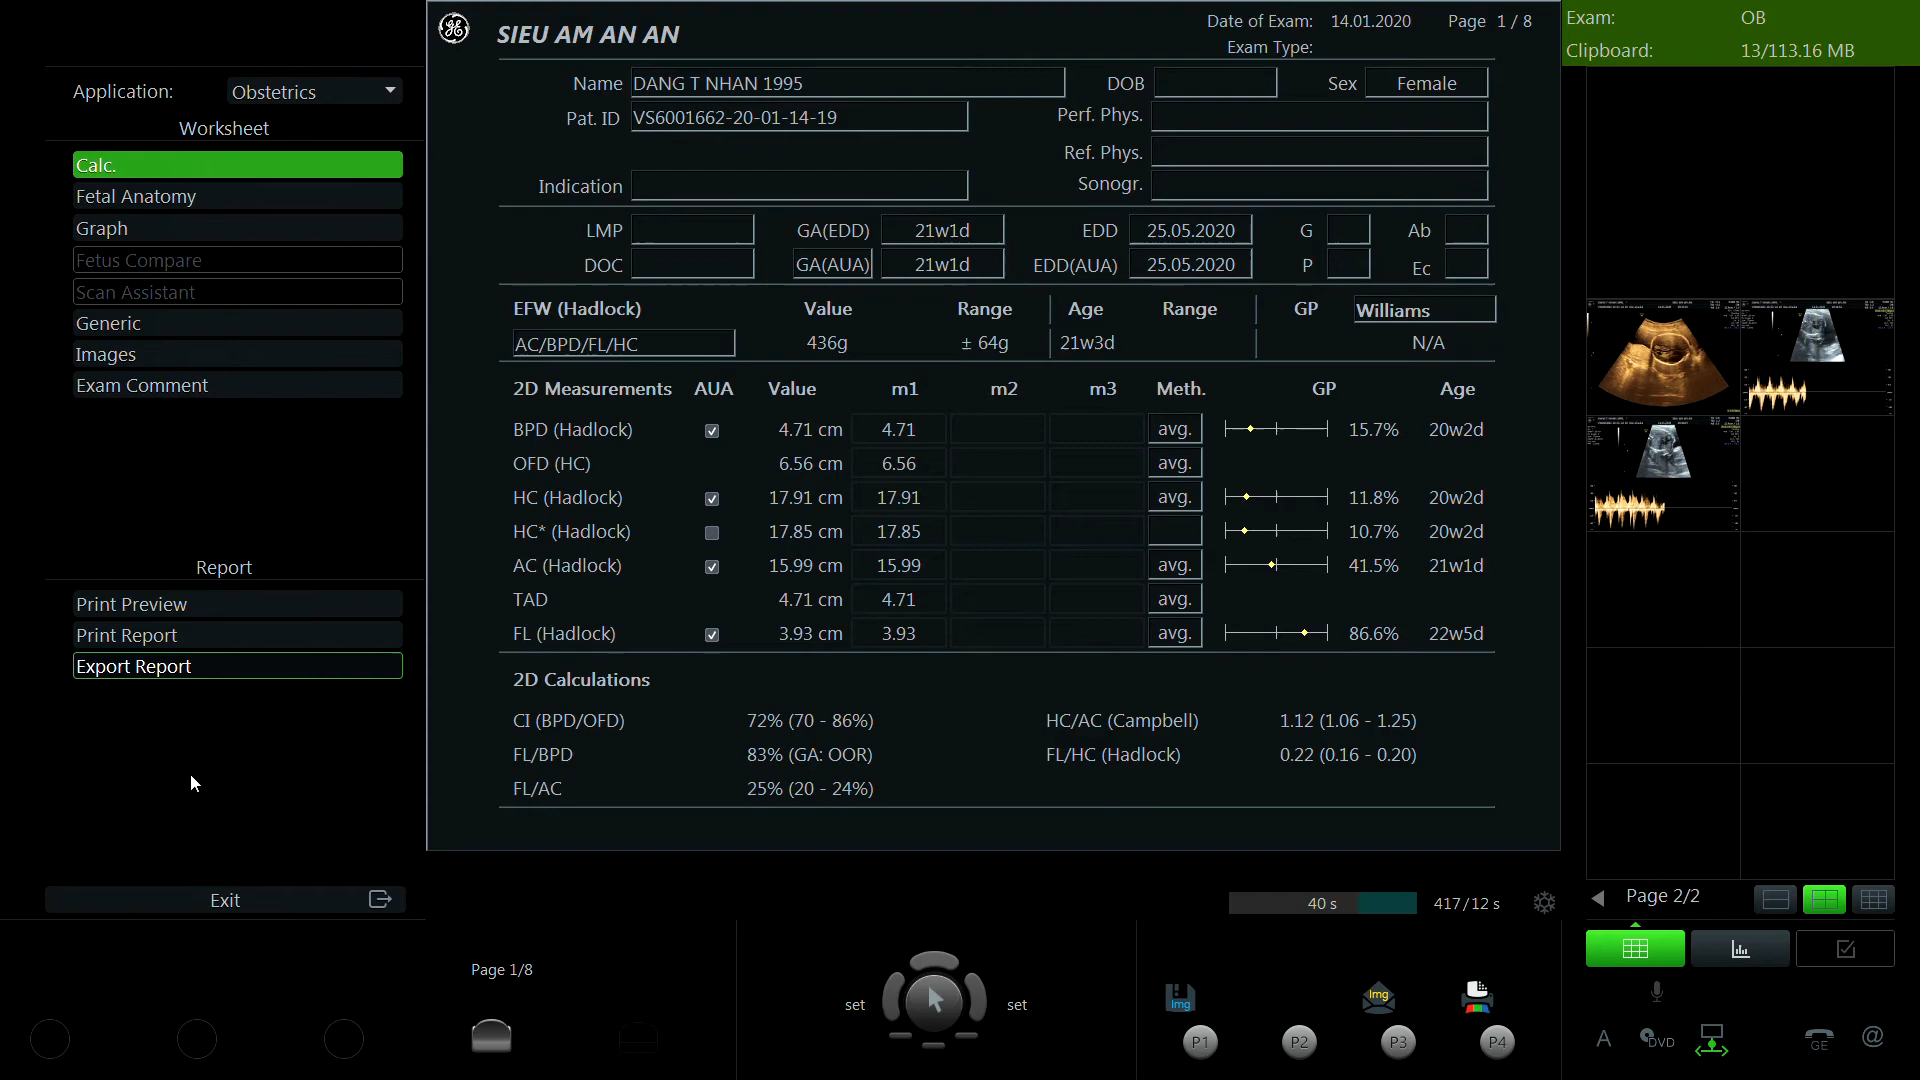 SIEU AM AN AN
Date of Exam: 14.01.2020 Page 1 / 8
Exam Type:
Exam: OB
Clipboard: 13/113.16 MB
Application: Obstetrics
Worksheet
Calc.
Fetal Anatomy
Graph
Fetus Compare
Scan Assistant
Generic
Images
Exam Comment
Report
Print Preview
Print Report
Export Report
Exit
Name DANG T NHAN 1995 DOB Sex Female
Pat. ID VS6001662-20-01-14-19 Perf. Phys.
Ref. Phys.
Indication Sonogr.
LMP GA(EDD) 21w1d EDD 25.05.2020 G Ab
DOC GA(AUA) 21w1d EDD(AUA) 25.05.2020 P Ec
EFW (Hadlock) Value Range Age Range GP Williams
AC/BPD/FL/HC 436g ± 64g 21w3d N/A
2D Measurements AUA Value m1 m2 m3 Meth. GP Age
BPD (Hadlock) 4.71 cm 4.71 avg. 15.7% 20w2d
OFD (HC) 6.56 cm 6.56 avg.
HC (Hadlock) 17.91 cm 17.91 avg. 11.8% 20w2d
HC* (Hadlock) 17.85 cm 17.85 10.7% 20w2d
AC (Hadlock) 15.99 cm 15.99 avg. 41.5% 21w1d
TAD 4.71 cm 4.71 avg.
FL (Hadlock) 3.93 cm 3.93 avg. 86.6% 22w5d
2D Calculations
CI (BPD/OFD) 72% (70 - 86%) HC/AC (Campbell) 1.12 (1.06 - 1.25)
FL/BPD 83% (GA: OOR) FL/HC (Hadlock) 0.22 (0.16 - 0.20)
FL/AC 25% (20 - 24%)
40 s 417/12 s
Page 2/2
Page 1/8
set set
Img Img
P1 P2 P3 P4
A DVD GE @